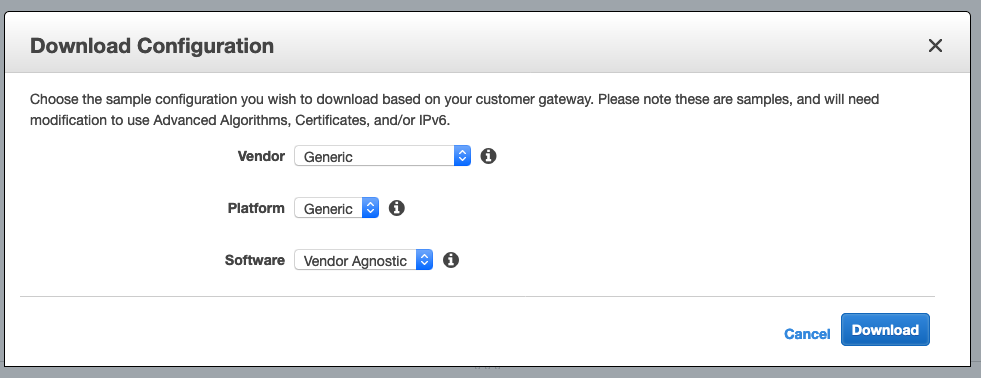 Download Configuration
Choose the sample configuration you wish to download based on your customer gateway. Please note these are samples, and will need
modification to use Advanced Algorithms, Certificates, and/or IPv6.
Vendor Generic
Platform Generic
Software Vendor Agnostic
Cancel Download